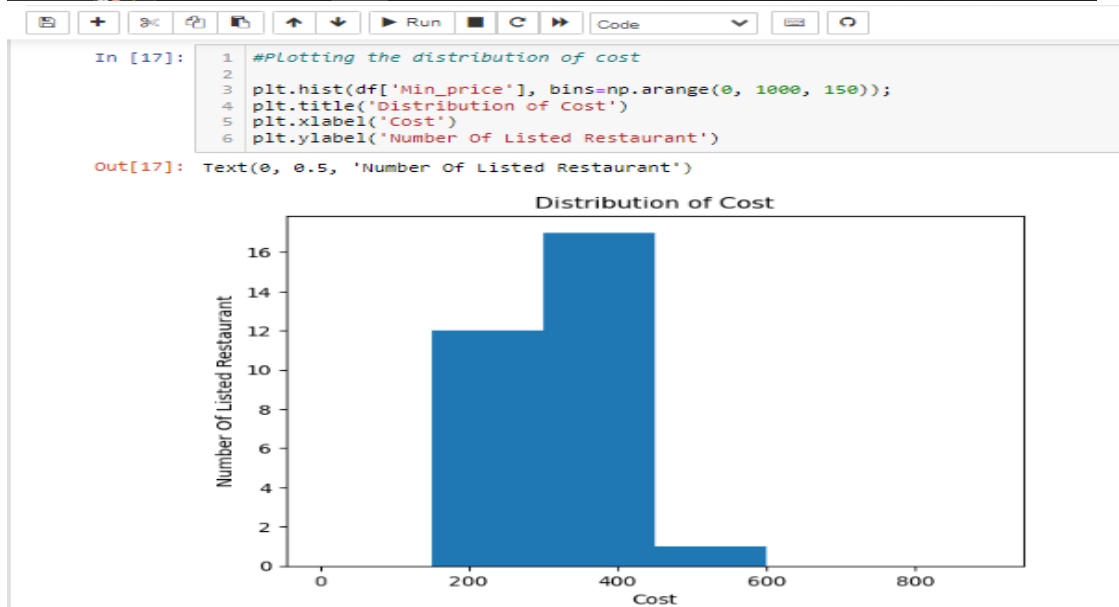 Run Code
In [17]:
1 #Plotting the distribution of cost
2
3 plt.hist(df['Min_price'], bins=np.arange(0, 1000, 150));
4 plt.title('Distribution of Cost')
5 plt.xlabel('Cost')
6 plt.ylabel('Number Of Listed Restaurant')
Out[17]: Text(0, 0.5, 'Number Of Listed Restaurant')
Distribution of Cost
16
14
12
10
8
6
4
2
0
Number Of Listed Restaurant
0 200 400 600 800
Cost